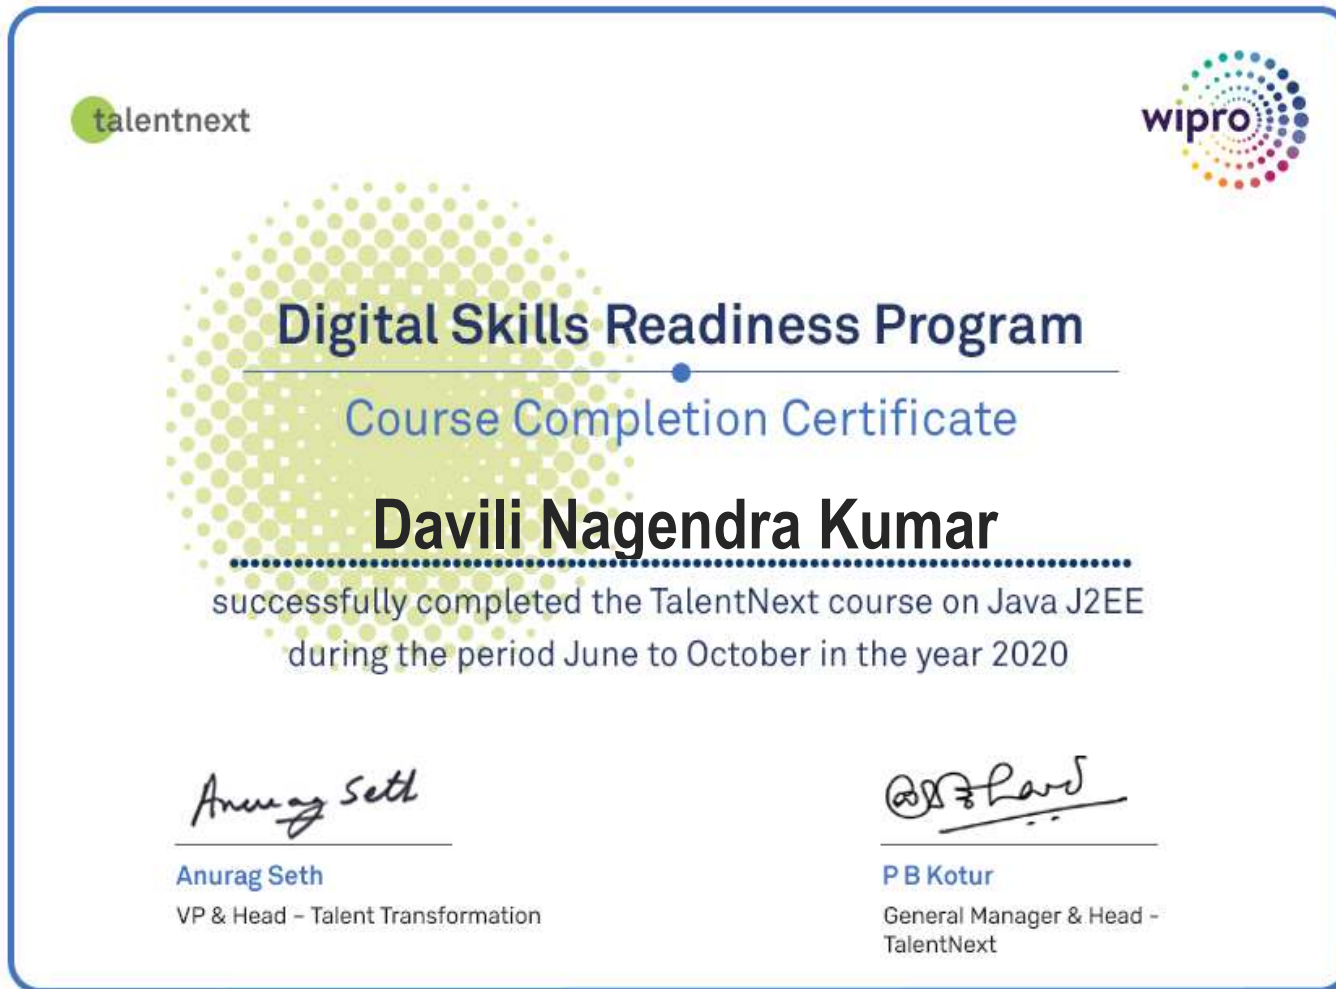 talentnext
wipro
Digital Skills Readiness Program
Course Completion Certificate
Davili Nagendra Kumar
successfully completed the TalentNext course on Java J2EE
during the period June to October in the year 2020
Anurag Seth
Anurag Seth
VP & Head – Talent Transformation
P B Kotur
General Manager & Head -
TalentNext